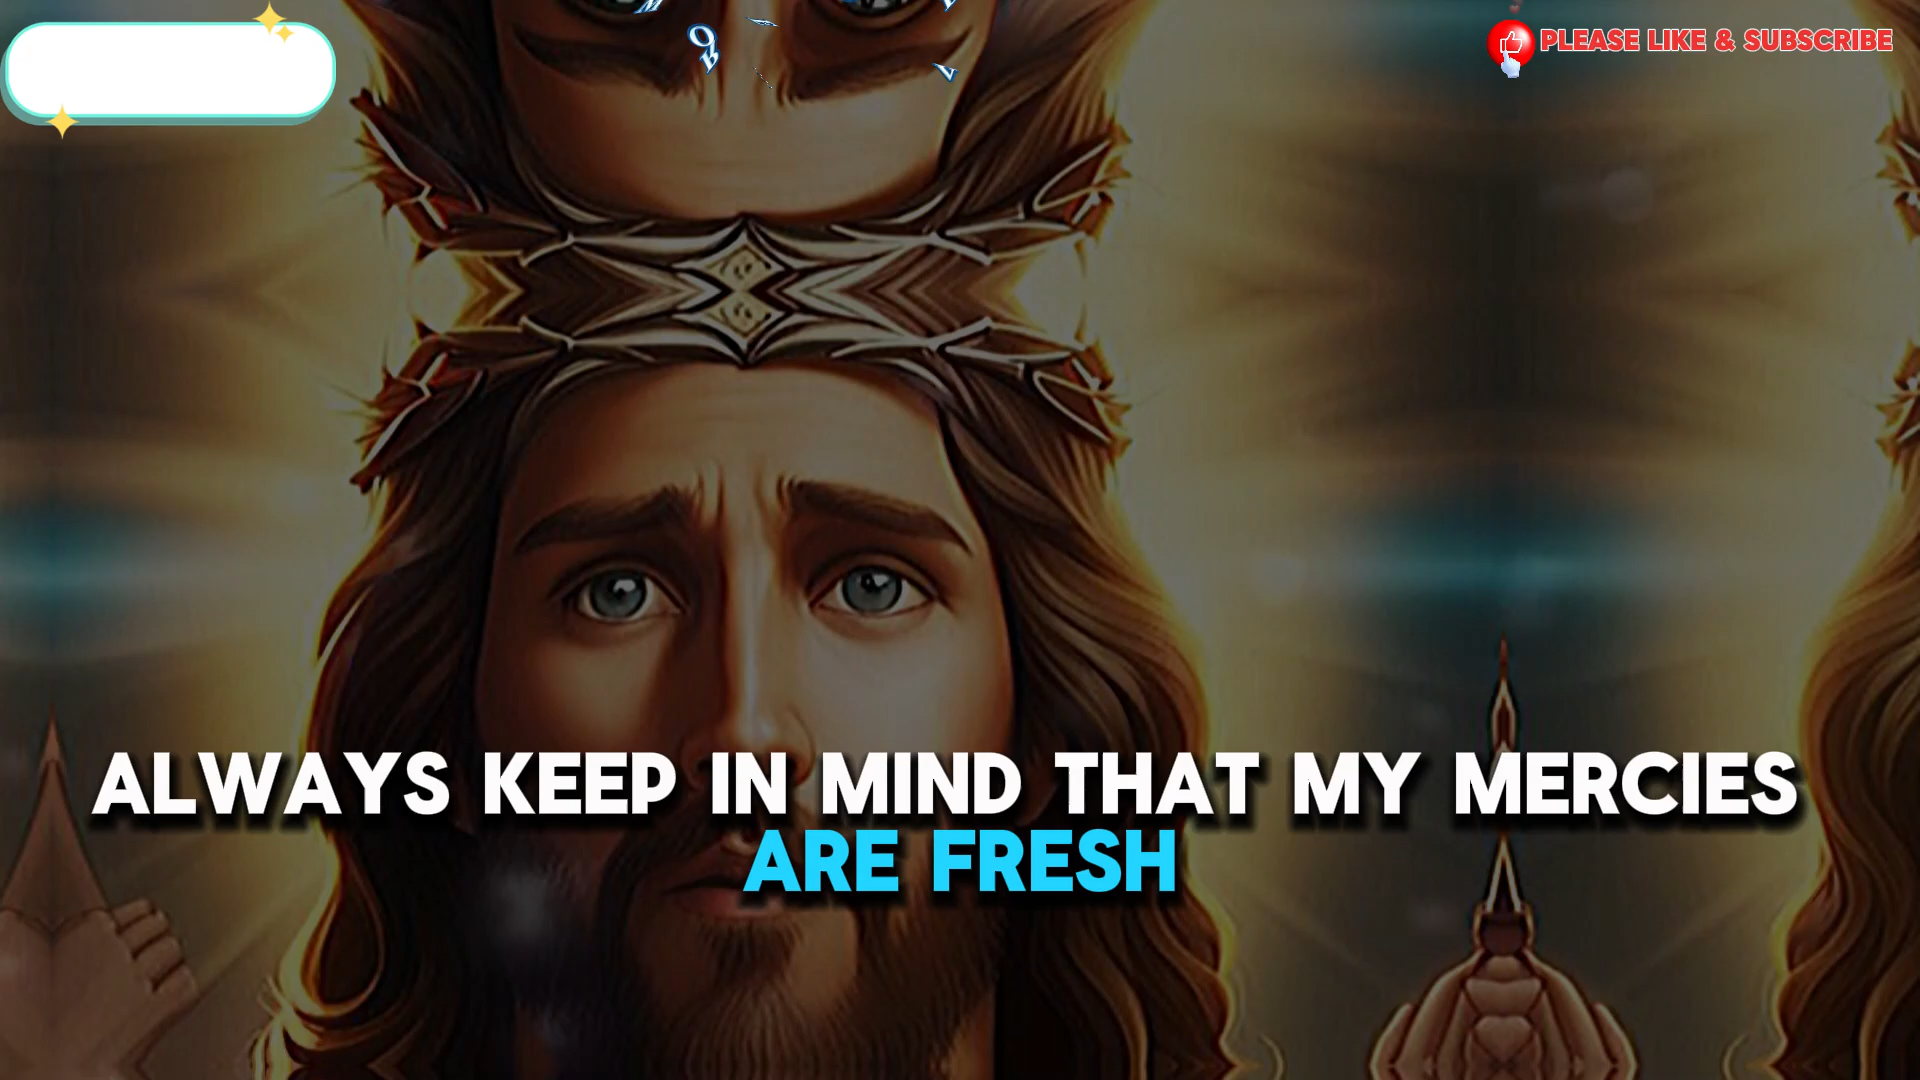 PLEASE LIKE & SUBSCRIBE
ALWAYS KEEP IN MIND THAT MY MERCIES
ARE FRESH